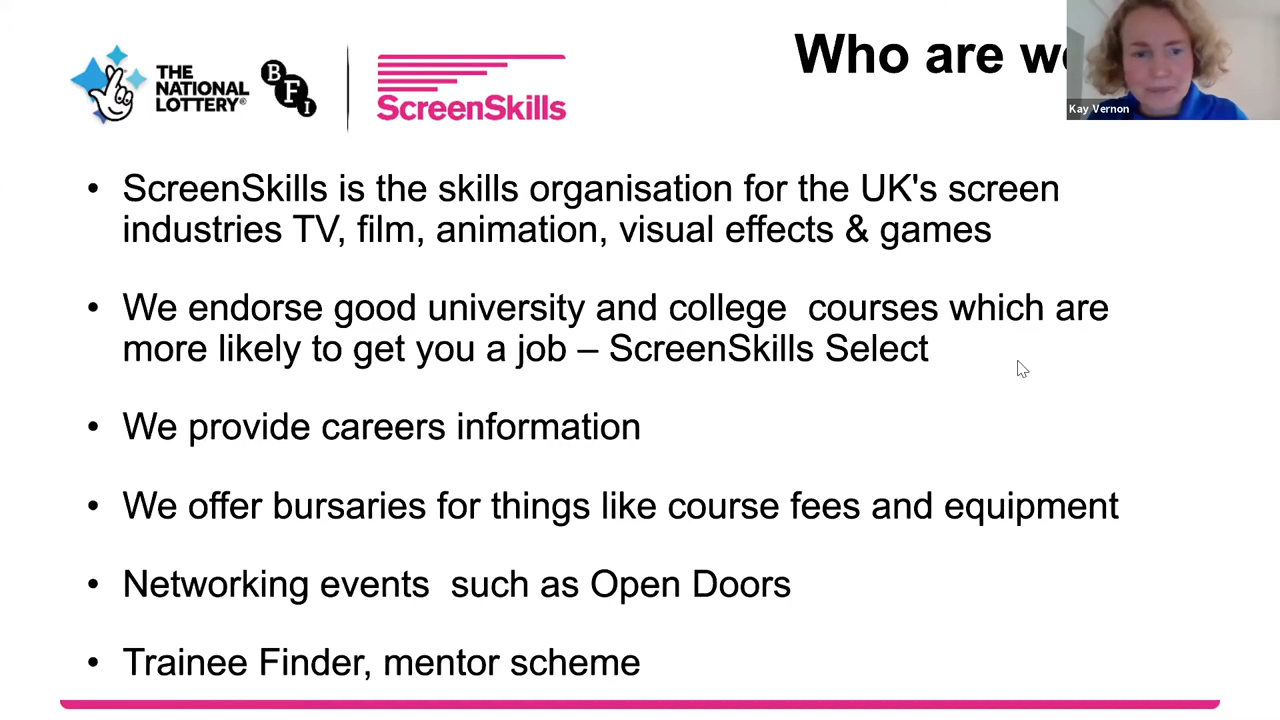 THE
NATIONAL
LOTTERY®
BFI
ScreenSkills
Who are we
Kay Vernon
• ScreenSkills is the skills organisation for the UK's screen
industries TV, film, animation, visual effects & games
• We endorse good university and college courses which are
more likely to get you a job – ScreenSkills Select
• We provide careers information
• We offer bursaries for things like course fees and equipment
• Networking events such as Open Doors
• Trainee Finder, mentor scheme